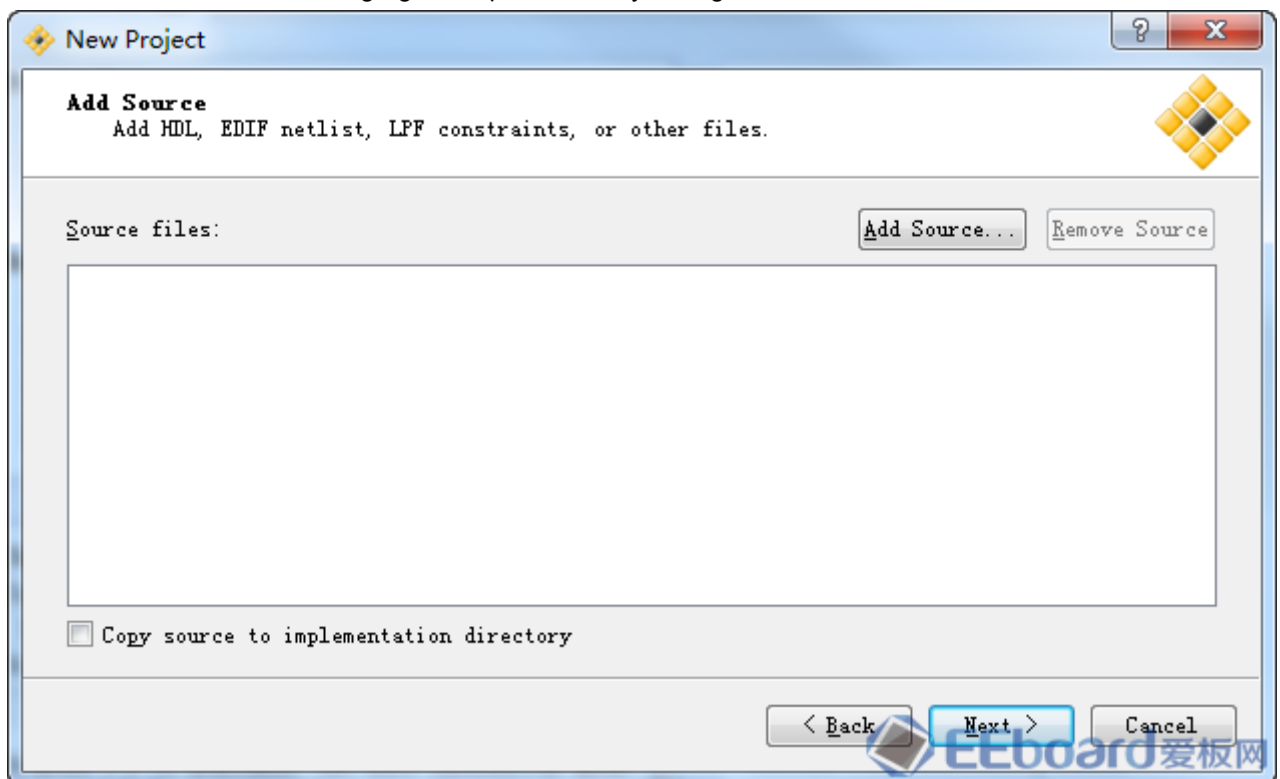 New Project
Add Source
Add HDL, EDIF netlist, LPF constraints, or other files.
Source files:
Add Source...
Remove Source
Copy source to implementation directory
< Back
Next >
Cancel
EEboard爱板网